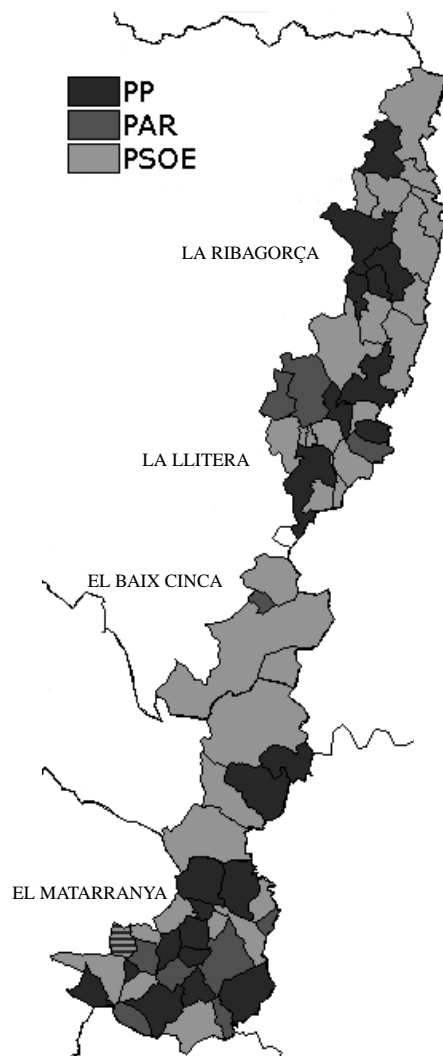 PP
PAR
PSOE
LA RIBAGORÇA
LA LLITERA
EL BAIX CINCA
EL MATARRANYA